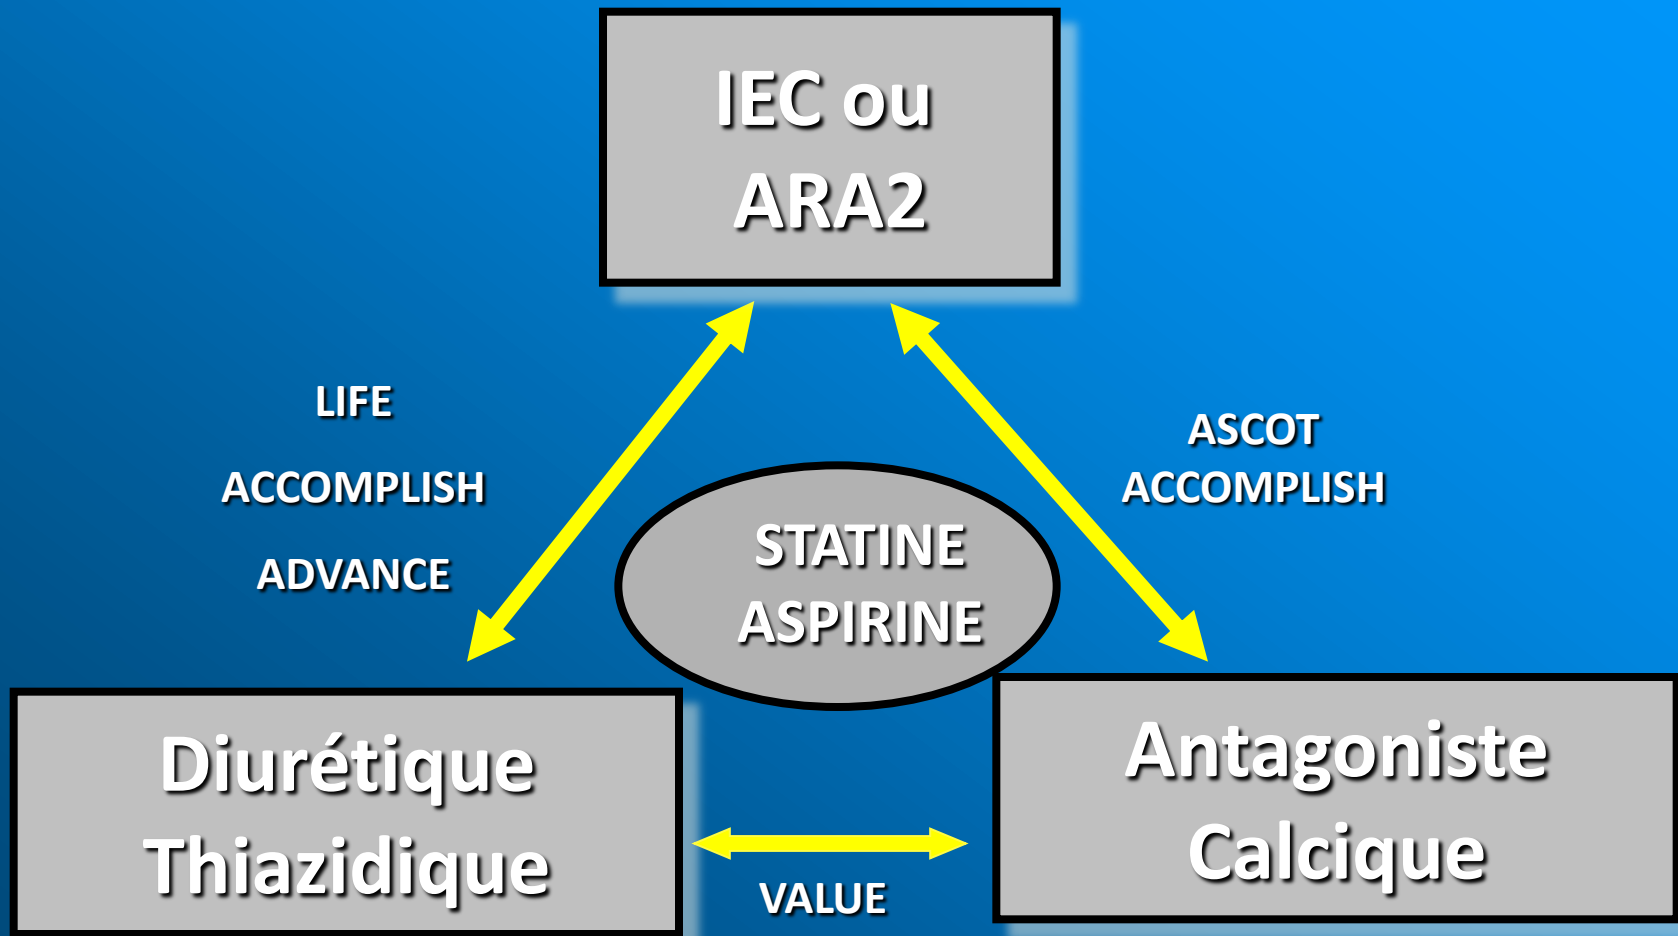 IEC ou
ARA2
LIFE
ACCOMPLISH
ADVANCE
ASCOT
ACCOMPLISH
STATINE
ASPIRINE
Diurétique
Thiazidique
Antagoniste
Calcique
VALUE